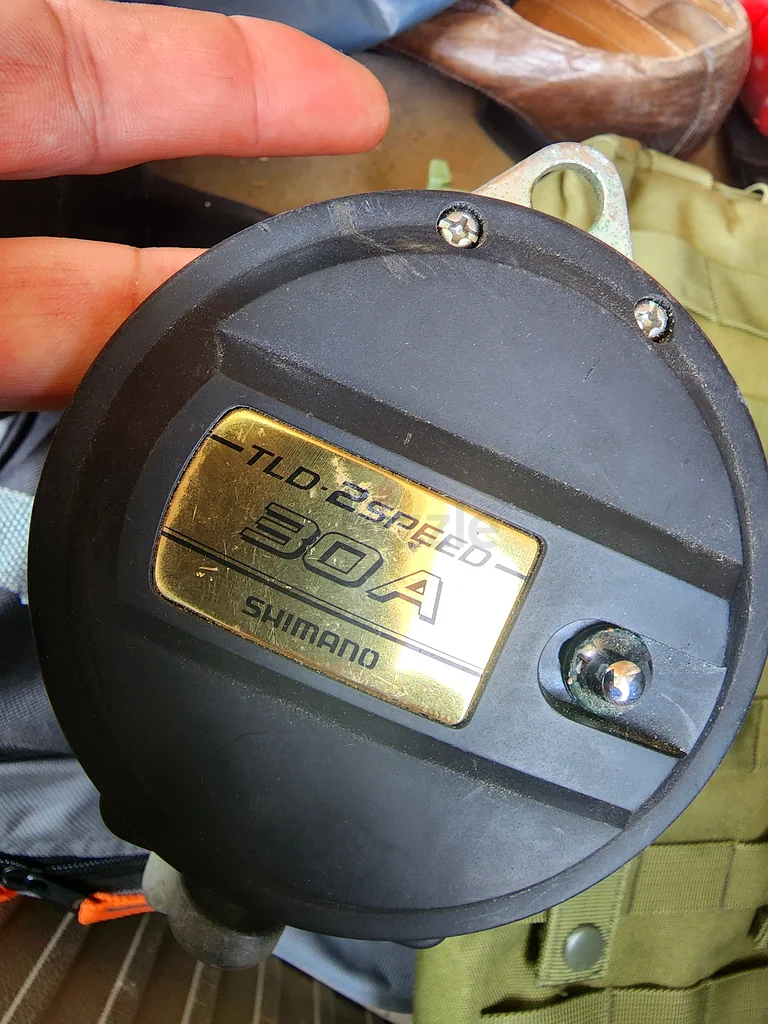 TLD-2SPEED
30A
SHIMANO